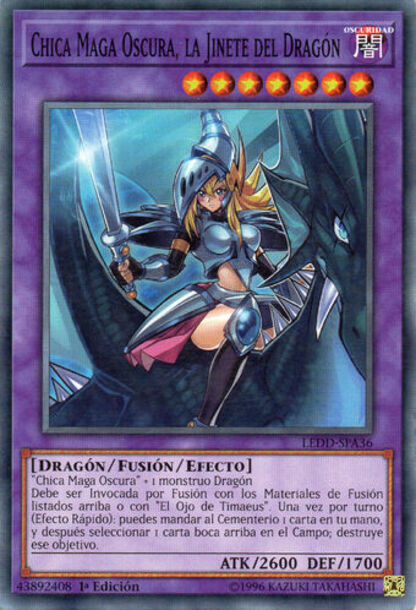 Chica Maga Oscura, la Jinete del Dragón
OSCURIDAD
闇
LEDD-SPA36
[Dragón/Fusión/Efecto]
"Chica Maga Oscura" + 1 monstruo Dragón
Debe ser Invocada por Fusión con los Materiales de Fusión
listados arriba o con "El Ojo de Timaeus". Una vez por turno
(Efecto Rápido): puedes mandar al Cementerio 1 carta en tu mano,
y después seleccionar 1 carta boca arriba en el Campo; destruye
ese objetivo.
ATK/2600 DEF/1700
43892408 1ª Edición ©1996 KAZUKI TAKAHASHI